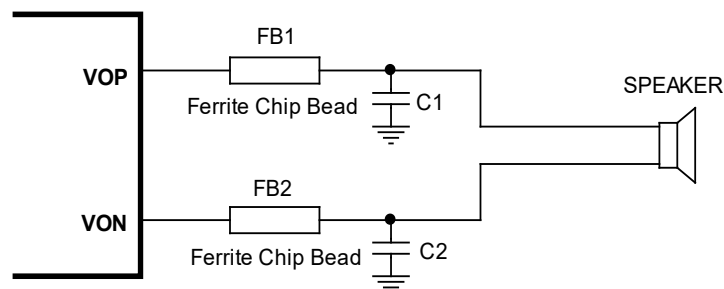 FB1
VOP
SPEAKER
Ferrite Chip Bead
C1
FB2
VON
Ferrite Chip Bead
C2